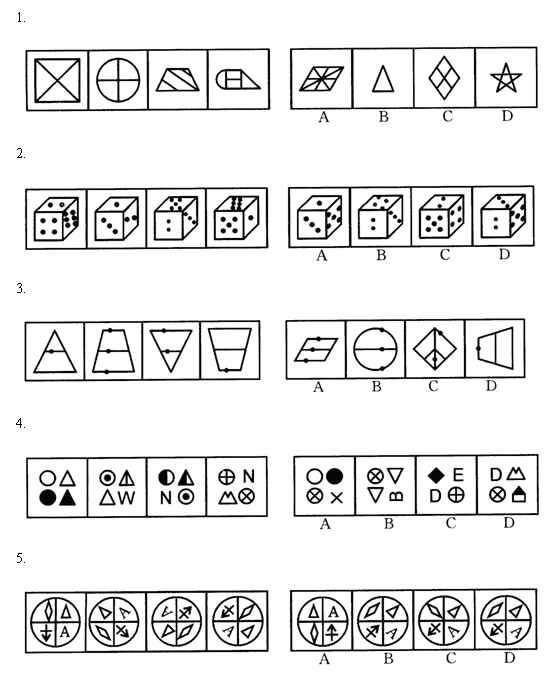 1.
A B C D
2.
A B C D
3.
A B C D
4.
W N N E D D
A B C D
5.
A A A A A A A A
A B C D